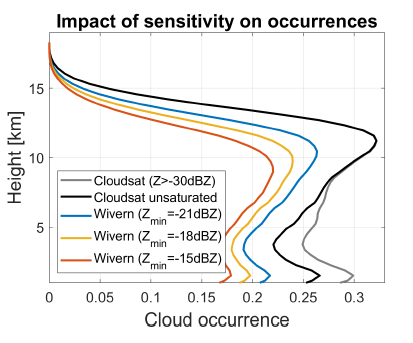 Impact of sensitivity on occurrences
Height [km]
15
10
5
Cloudsat (Z>-30dBZ)
Cloudsat unsaturated
Wivern (Zmin=-21dBZ)
Wivern (Zmin=-18dBZ)
Wivern (Zmin=-15dBZ)
0 0.05 0.1 0.15 0.2 0.25 0.3
Cloud occurrence